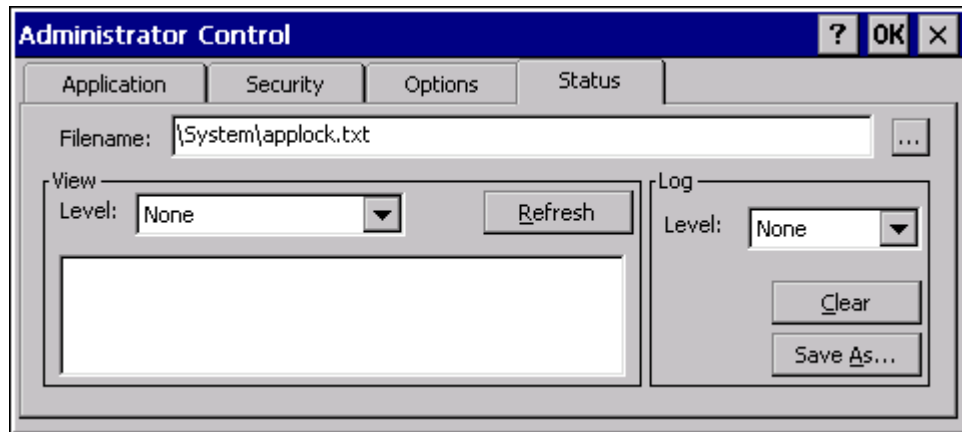 Administrator Control ? OK ×
Application Security Options Status
Filename: \System\applock.txt ...
View
Level: None Refresh
Log
Level: None
Clear
Save As...